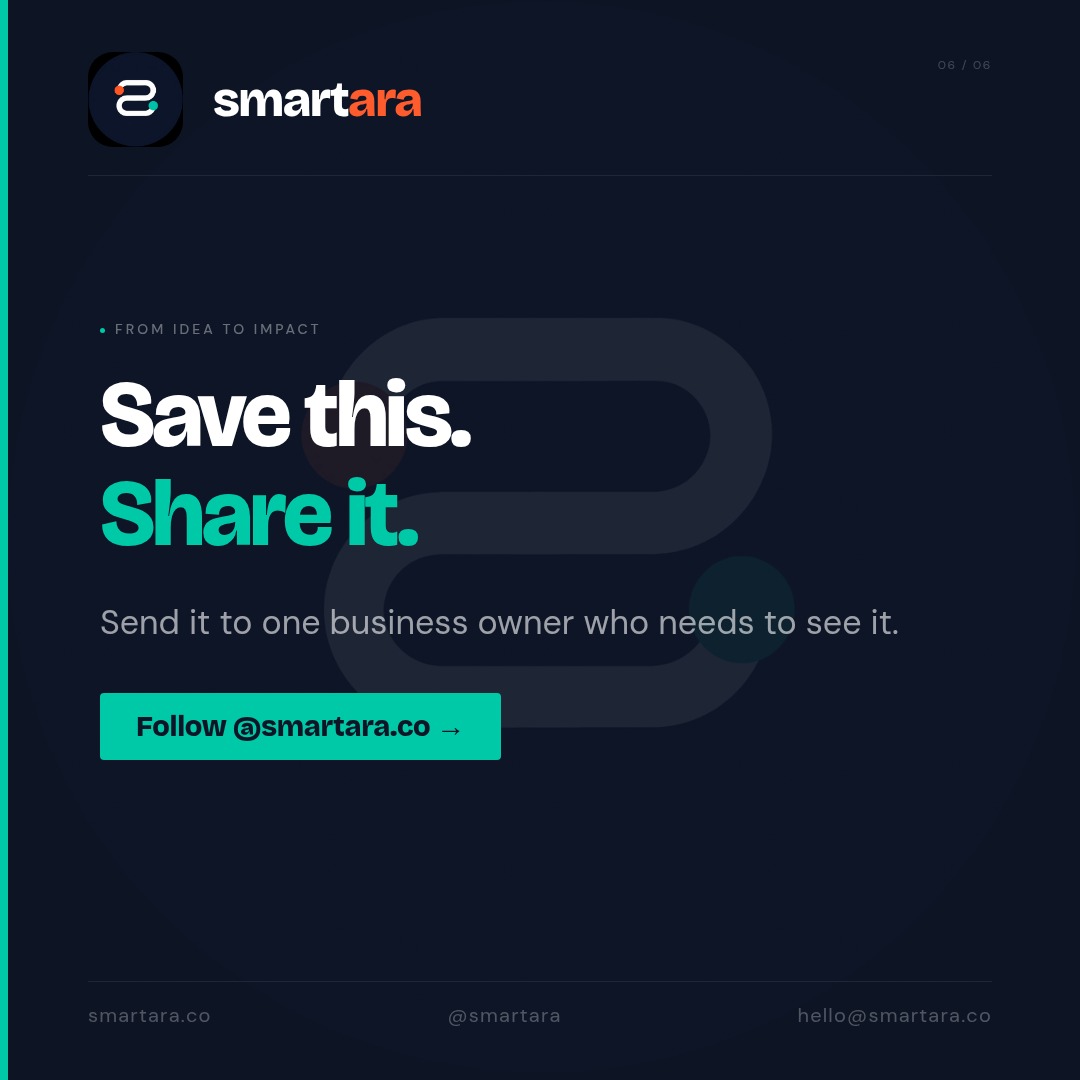 smartara
06 / 06
FROM IDEA TO IMPACT
Save this.
Share it.
Send it to one business owner who needs to see it.
Follow @smartara.co →
smartara.co
@smartara
hello@smartara.co